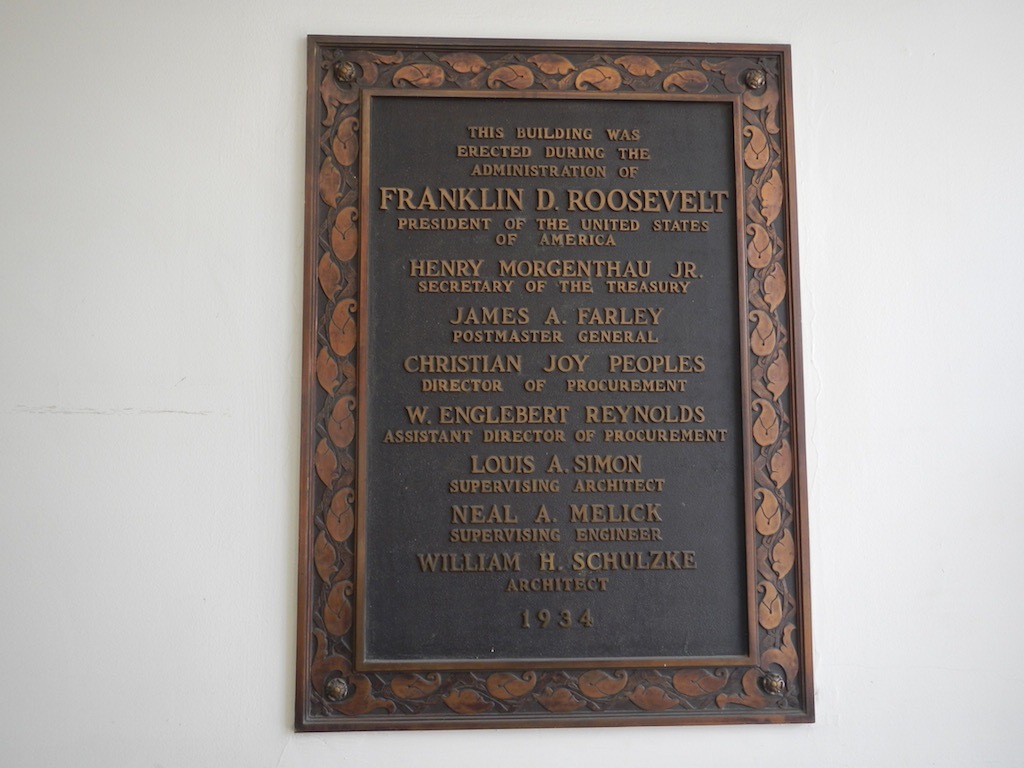 THIS BUILDING WAS
ERECTED DURING THE
ADMINISTRATION OF
FRANKLIN D. ROOSEVELT
PRESIDENT OF THE UNITED STATES
OF AMERICA
HENRY MORGENTHAU JR.
SECRETARY OF THE TREASURY
JAMES A. FARLEY
POSTMASTER GENERAL
CHRISTIAN JOY PEOPLES
DIRECTOR OF PROCUREMENT
W. ENGLEBERT REYNOLDS
ASSISTANT DIRECTOR OF PROCUREMENT
LOUIS A. SIMON
SUPERVISING ARCHITECT
NEAL A. MELICK
SUPERVISING ENGINEER
WILLIAM H. SCHULZKE
ARCHITECT
1934